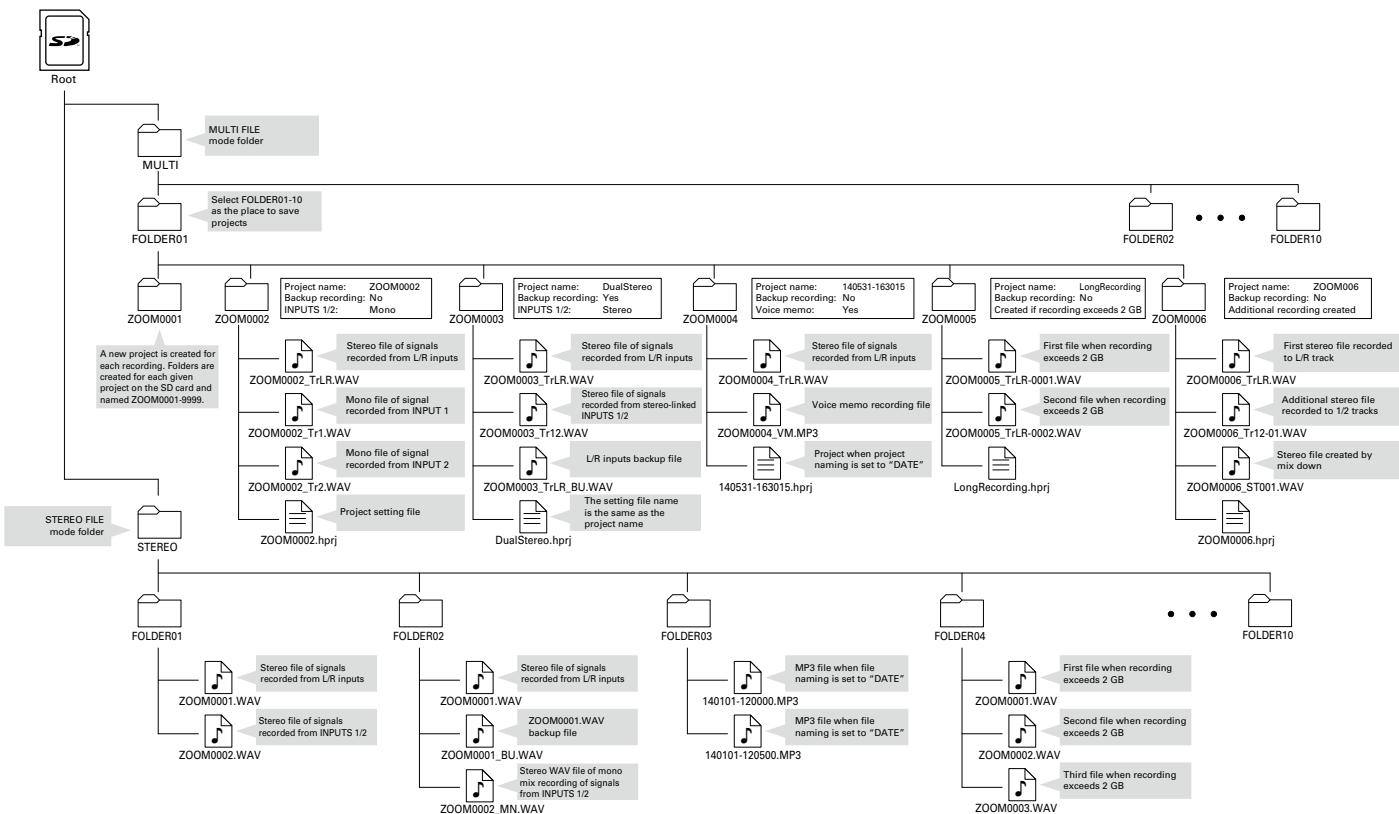 SD
Root
MULTI FILE
mode folder
MULTI
Select FOLDER01-10
as the place to save
projects
FOLDER01
FOLDER02
• • •
FOLDER10
ZOOM0001
A new project is created for
each recording. Folders are
created for each given
project on the SD card and
named ZOOM0001-9999.
ZOOM0002
Project name: ZOOM0002
Backup recording: No
INPUTS 1/2: Mono
Stereo file of signals
recorded from L/R inputs
ZOOM0002_TrLR.WAV
Mono file of signal
recorded from INPUT 1
ZOOM0002_Tr1.WAV
Mono file of signal
recorded from INPUT 2
ZOOM0002_Tr2.WAV
Project setting file
ZOOM0002.hprj
ZOOM0003
Project name: DualStereo
Backup recording: Yes
INPUTS 1/2: Stereo
Stereo file of signals
recorded from L/R inputs
ZOOM0003_TrLR.WAV
Stereo file of signals
recorded from stereo-linked
INPUTS 1/2
ZOOM0003_Tr12.WAV
L/R inputs backup file
ZOOM0003_TrLR_BU.WAV
The setting file name
is the same as the
project name
DualStereo.hprj
ZOOM0004
Project name: 140531-163015
Backup recording: No
Voice memo: Yes
Stereo file of signals
recorded from L/R inputs
ZOOM0004_TrLR.WAV
Voice memo recording file
ZOOM0004_VM.MP3
Project when project
naming is set to “DATE”
140531-163015.hprj
ZOOM0005
Project name: LongRecording
Backup recording: No
Created if recording exceeds 2 GB
First file when recording
exceeds 2 GB
ZOOM0005_TrLR-0001.WAV
Second file when recording
exceeds 2 GB
ZOOM0005_TrLR-0002.WAV
LongRecording.hprj
ZOOM0006
Project name: ZOOM006
Backup recording: No
Additional recording created
First stereo file recorded
to L/R track
ZOOM0006_TrLR.WAV
Additional stereo file
recorded to 1/2 tracks
ZOOM0006_Tr12-01.WAV
Stereo file created by
mix down
ZOOM0006_ST001.WAV
ZOOM0006.hprj
STEREO FILE
mode folder
STEREO
FOLDER01
Stereo file of signals
recorded from L/R inputs
ZOOM0001.WAV
Stereo file of signals
recorded from INPUTS 1/2
ZOOM0002.WAV
FOLDER02
Stereo file of signals
recorded from L/R inputs
ZOOM0001.WAV
ZOOM0001.WAV
backup file
ZOOM0001_BU.WAV
Stereo WAV file of mono
mix recording of signals
from INPUTS 1/2
ZOOM0002_MN.WAV
FOLDER03
MP3 file when file
naming is set to “DATE”
140101-120000.MP3
MP3 file when file
naming is set to “DATE”
140101-120500.MP3
FOLDER04
First file when recording
exceeds 2 GB
ZOOM0001.WAV
Second file when recording
exceeds 2 GB
ZOOM0002.WAV
Third file when recording
exceeds 2 GB
ZOOM0003.WAV
• • •
FOLDER10